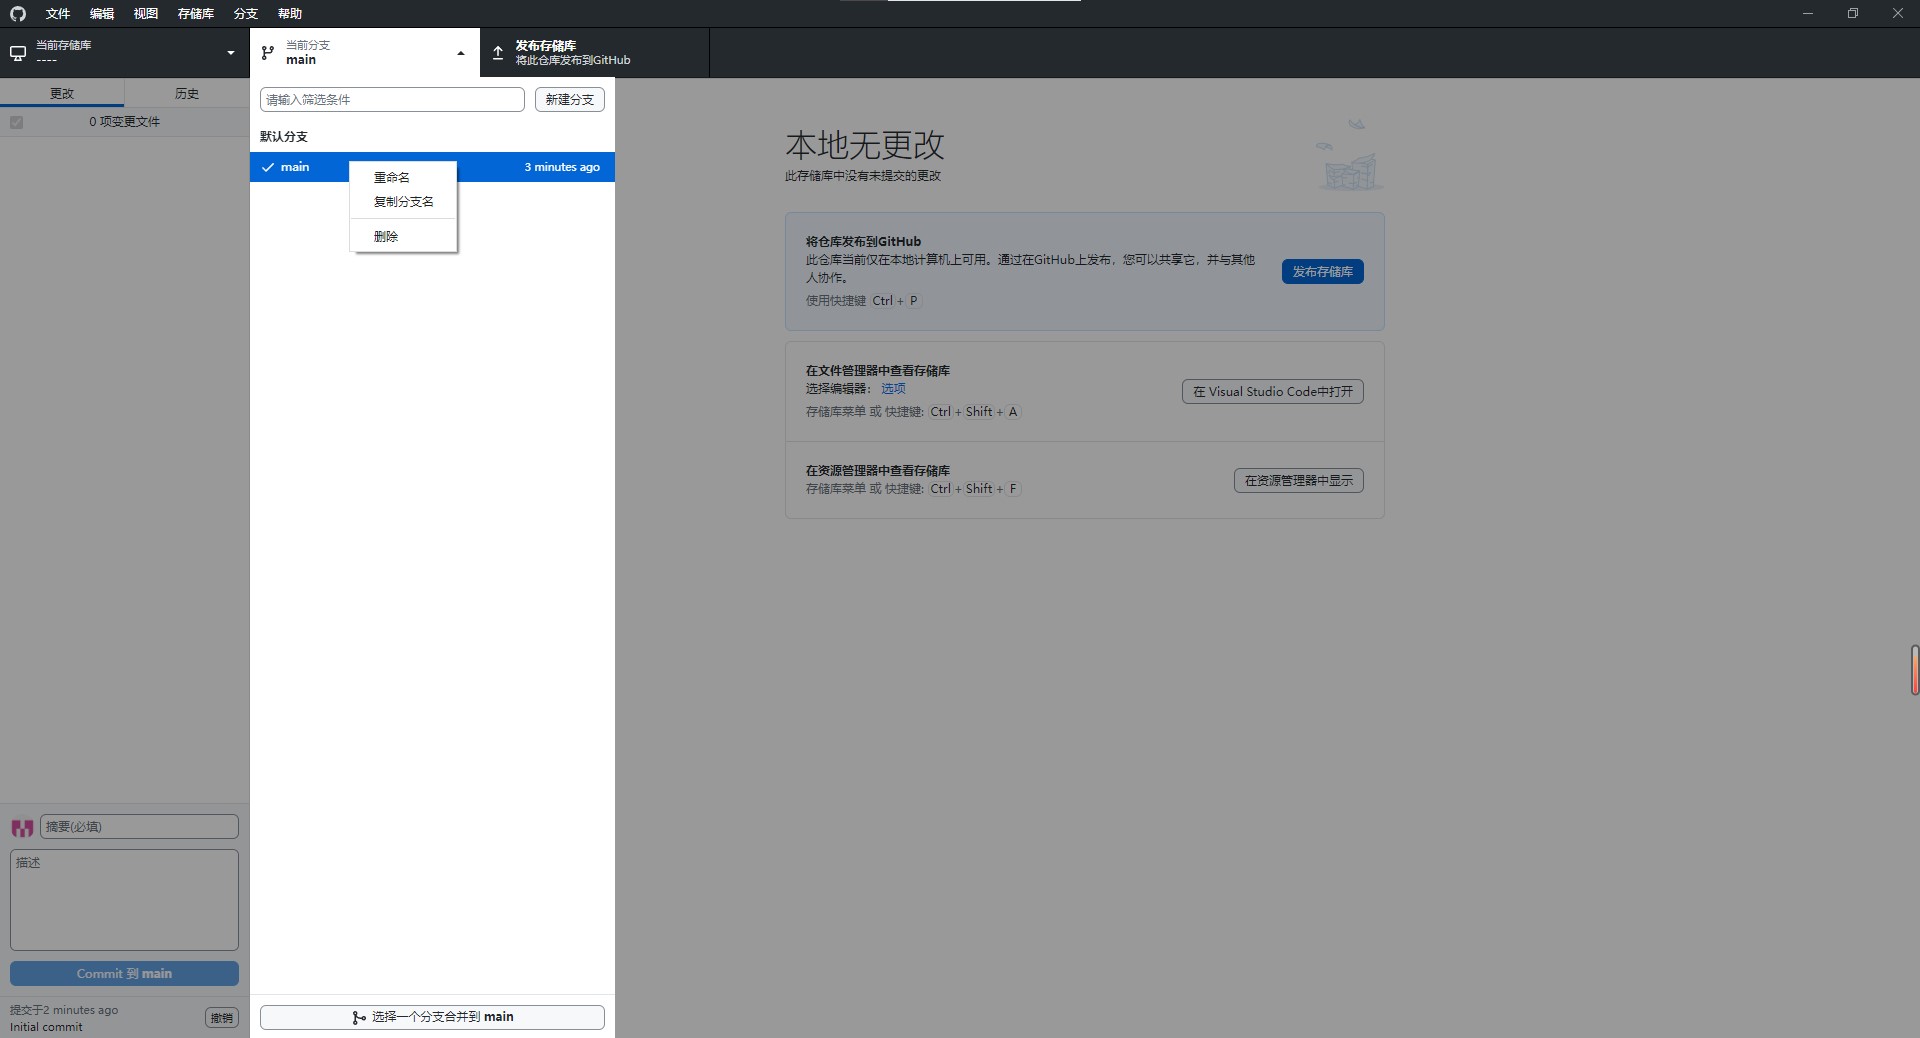 文件 编辑 视图 存储库 分支 帮助
当前存储库
----
当前分支
main
发布存储库
将此仓库发布到GitHub
更改 历史
0 项变更文件
请输入筛选条件
新建分支
默认分支
main 3 minutes ago
重命名
复制分支名
删除
本地无更改
此存储库中没有未提交的更改
将仓库发布到GitHub
此仓库当前仅在本地计算机上可用。通过在GitHub上发布，您可以共享它，并与其他
人协作。
使用快捷键 Ctrl + P
发布存储库
在文件管理器中查看存储库
选择编辑器： 选项
存储库菜单 或 快捷键: Ctrl + Shift + A
在 Visual Studio Code中打开
在资源管理器中查看存储库
存储库菜单 或 快捷键: Ctrl + Shift + F
在资源管理器中显示
摘要(必填)
描述
Commit 到 main
提交于2 minutes ago
Initial commit
撤销
选择一个分支合并到 main